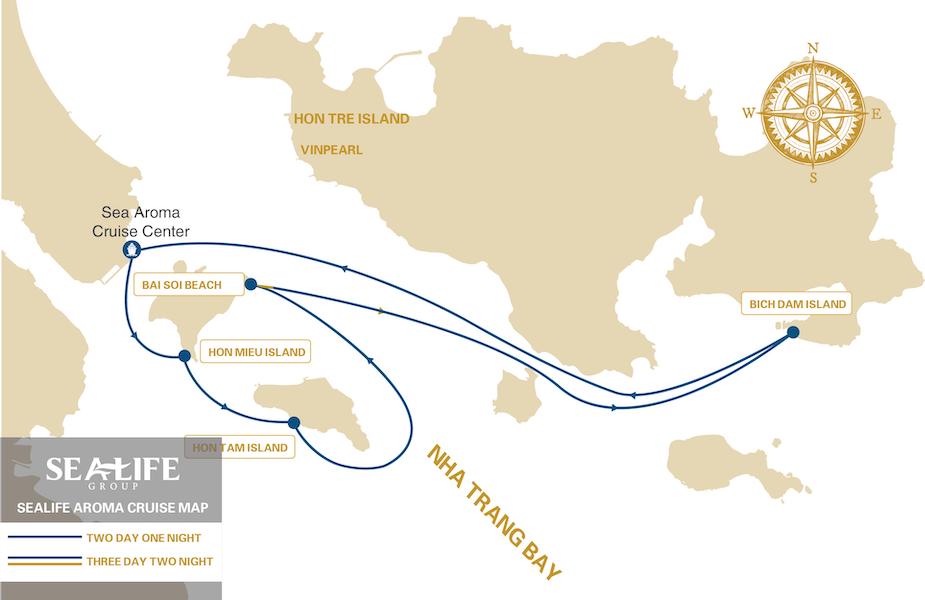 N
W
E
S
HON TRE ISLAND
VINPEARL
Sea Aroma
Cruise Center
BAI SOI BEACH
BICH DAM ISLAND
HON MIEU ISLAND
HON TAM ISLAND
NHA TRANG BAY
SEALIFE
GROUP
SEALIFE AROMA CRUISE MAP
TWO DAY ONE NIGHT
THREE DAY TWO NIGHT